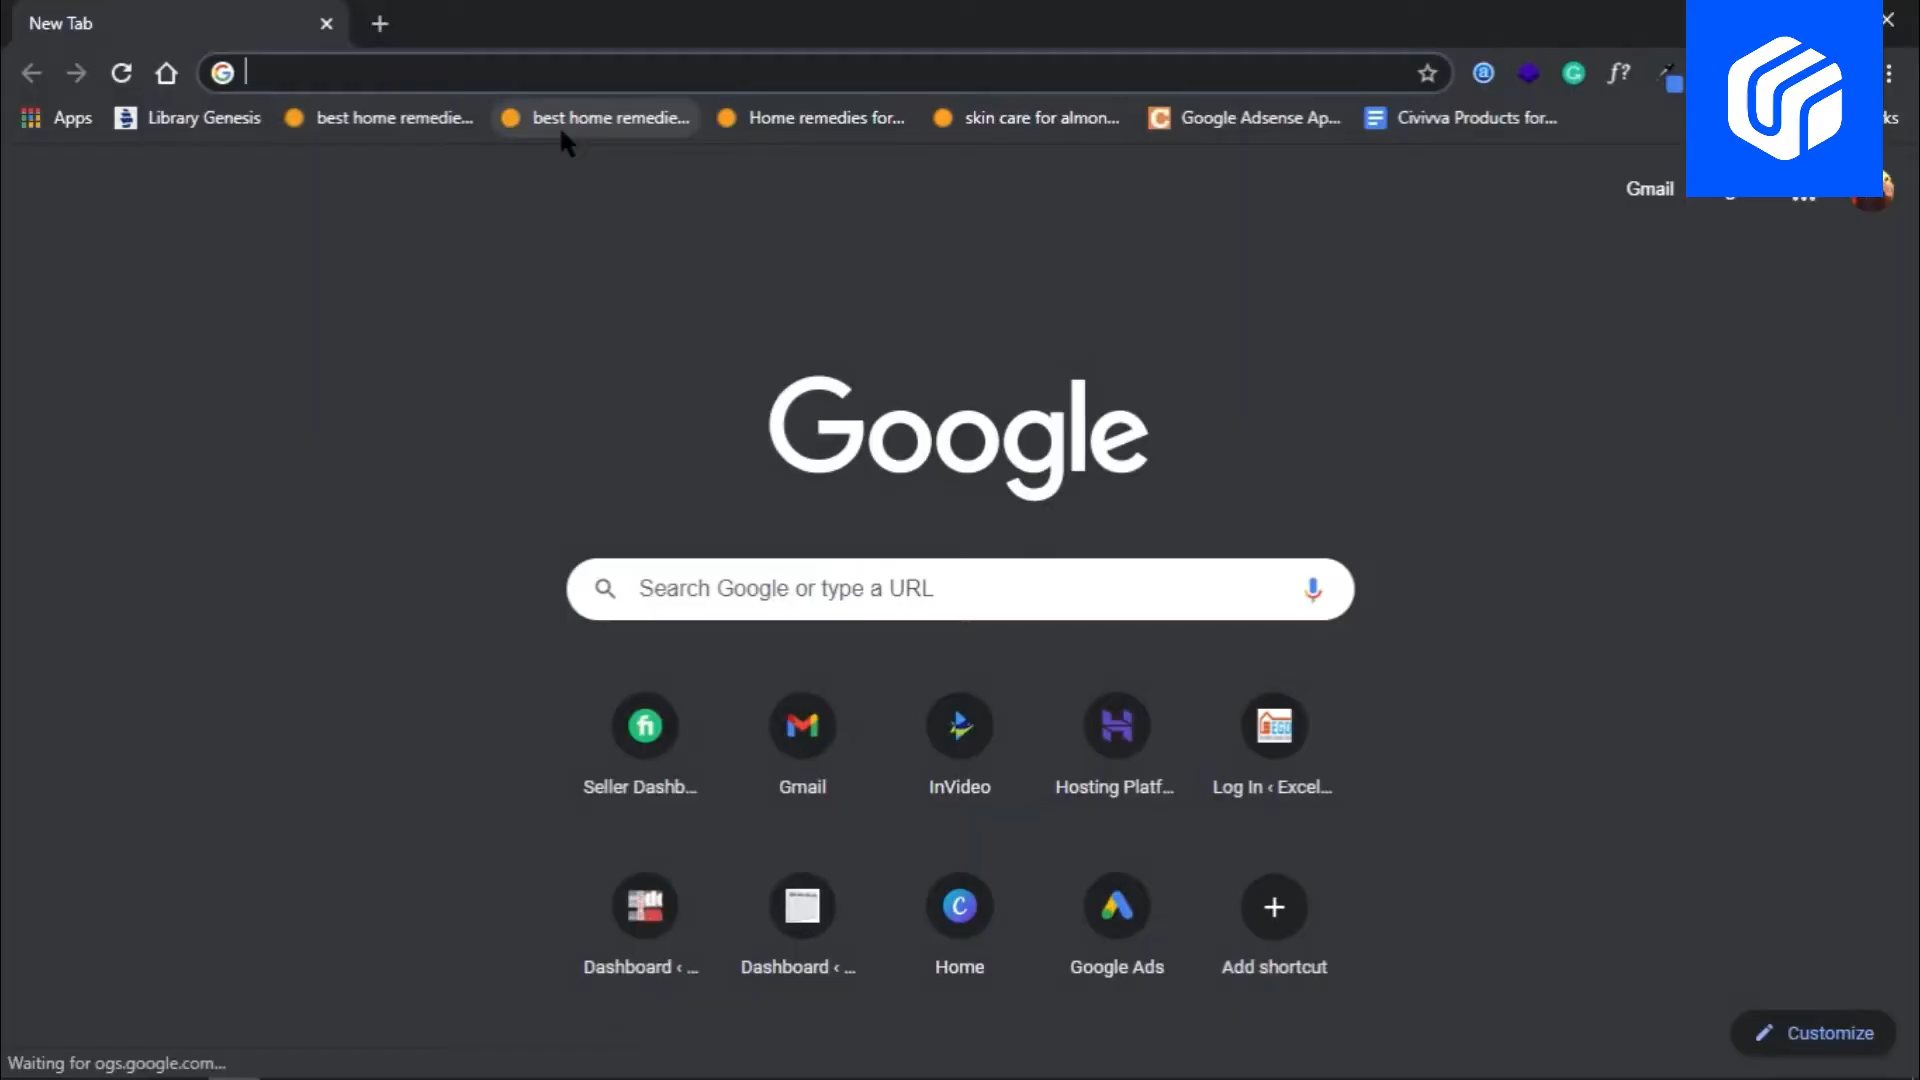 New Tab
Apps
Library Genesis
best home remedie...
best home remedie...
Home remedies for...
skin care for almon...
Google Adsense Ap...
Civivva Products for...
ks
Gmail
Google
Search Google or type a URL
Seller Dashb...
Gmail
InVideo
Hosting Platf...
Log In ‹ Excel...
Dashboard ‹ ...
Dashboard ‹ ...
Home
Google Ads
Add shortcut
Customize
Waiting for ogs.google.com...